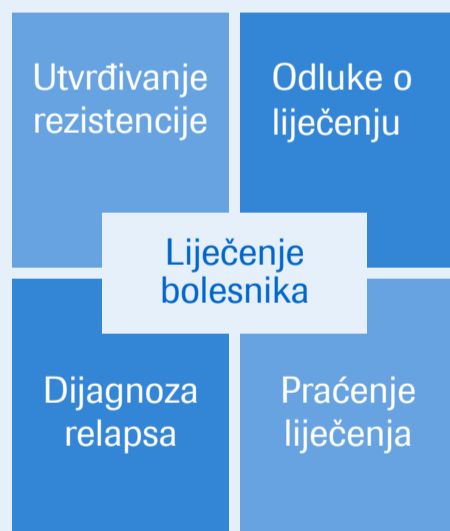 Utvrđivanje
rezistencije
Odluke o
liječenju
Liječenje
bolesnika
Dijagnoza
relapsa
Praćenje
liječenja